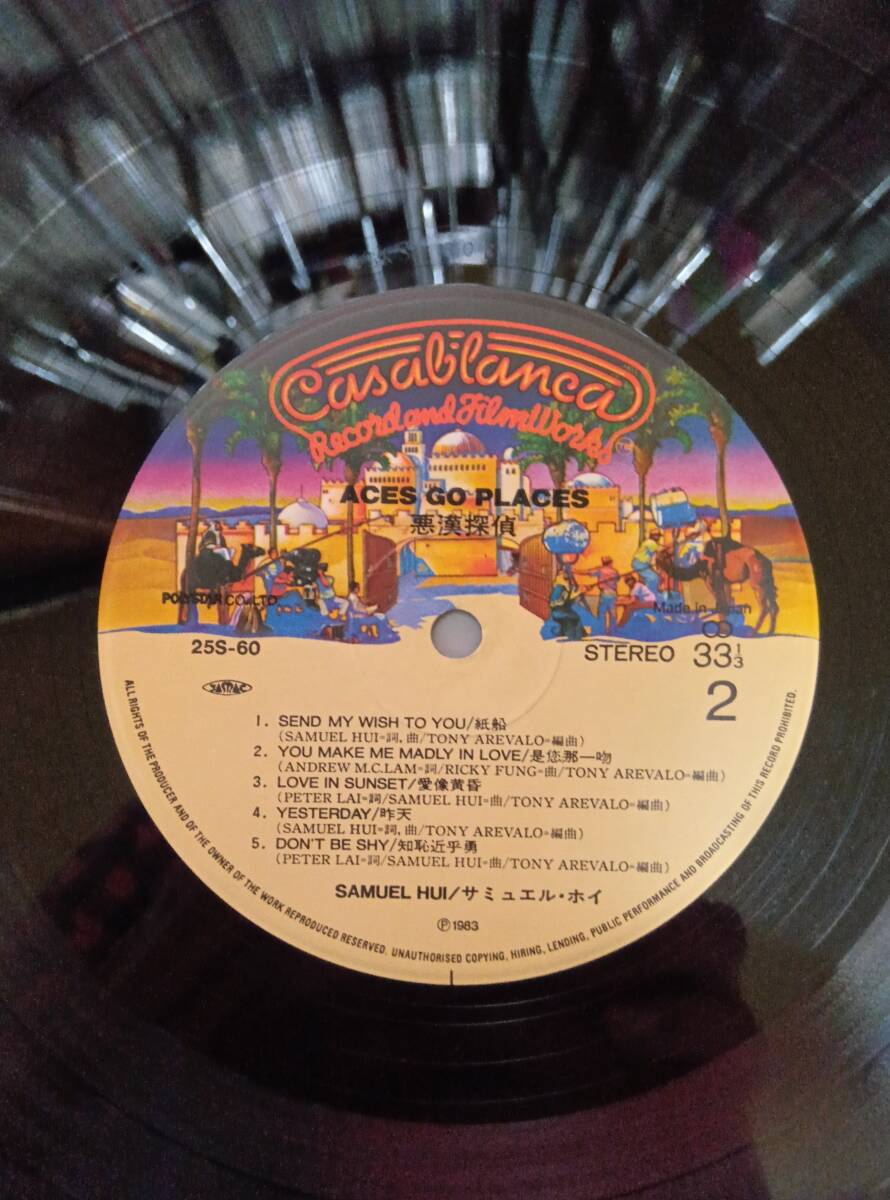 Casablanca
Record and FilmWorks
ACES GO PLACES
悪漢探偵
POLYSTAR CO., LTD.
Made in Japan
25S-60
STEREO 33 1/3
2
JASRAC
1. SEND MY WISH TO YOU/紙船
(SAMUEL HUI=詞, 曲/TONY AREVALO=編曲)
2. YOU MAKE ME MADLY IN LOVE/是您那一吻
(ANDREW M.C.LAM=詞/RICKY FUNG=曲/TONY AREVALO=編曲)
3. LOVE IN SUNSET/愛像黄昏
(PETER LAI=詞/SAMUEL HUI=曲/TONY AREVALO=編曲)
4. YESTERDAY/昨天
(SAMUEL HUI=詞, 曲/TONY AREVALO=編曲)
5. DON'T BE SHY/知恥近乎勇
(PETER LAI=詞/SAMUEL HUI=曲/TONY AREVALO=編曲)
SAMUEL HUI/サミュエル・ホイ
Ⓟ1983
ALL RIGHTS OF THE PRODUCER AND OF THE OWNER OF THE WORK REPRODUCED RESERVED. UNAUTHORISED COPYING, HIRING, LENDING, PUBLIC PERFORMANCE AND BROADCASTING OF THIS RECORD PROHIBITED.